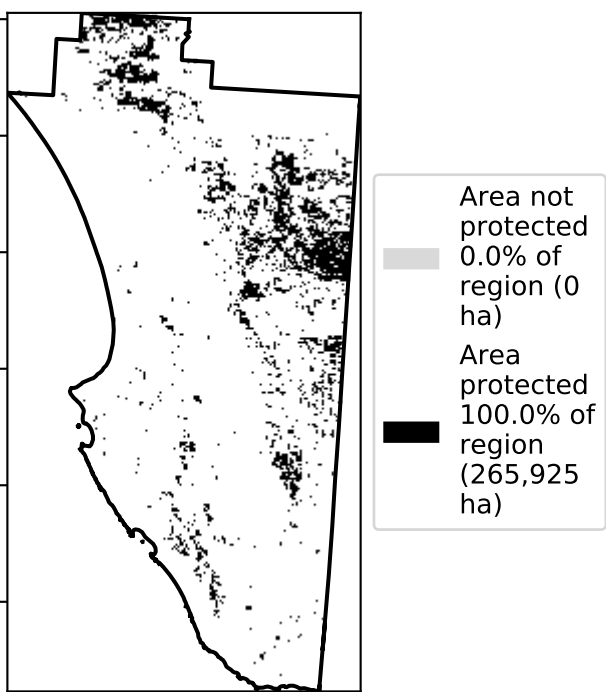 Area not
protected
0.0% of
region (0
ha)
Area
protected
100.0% of
region
(265,925
ha)